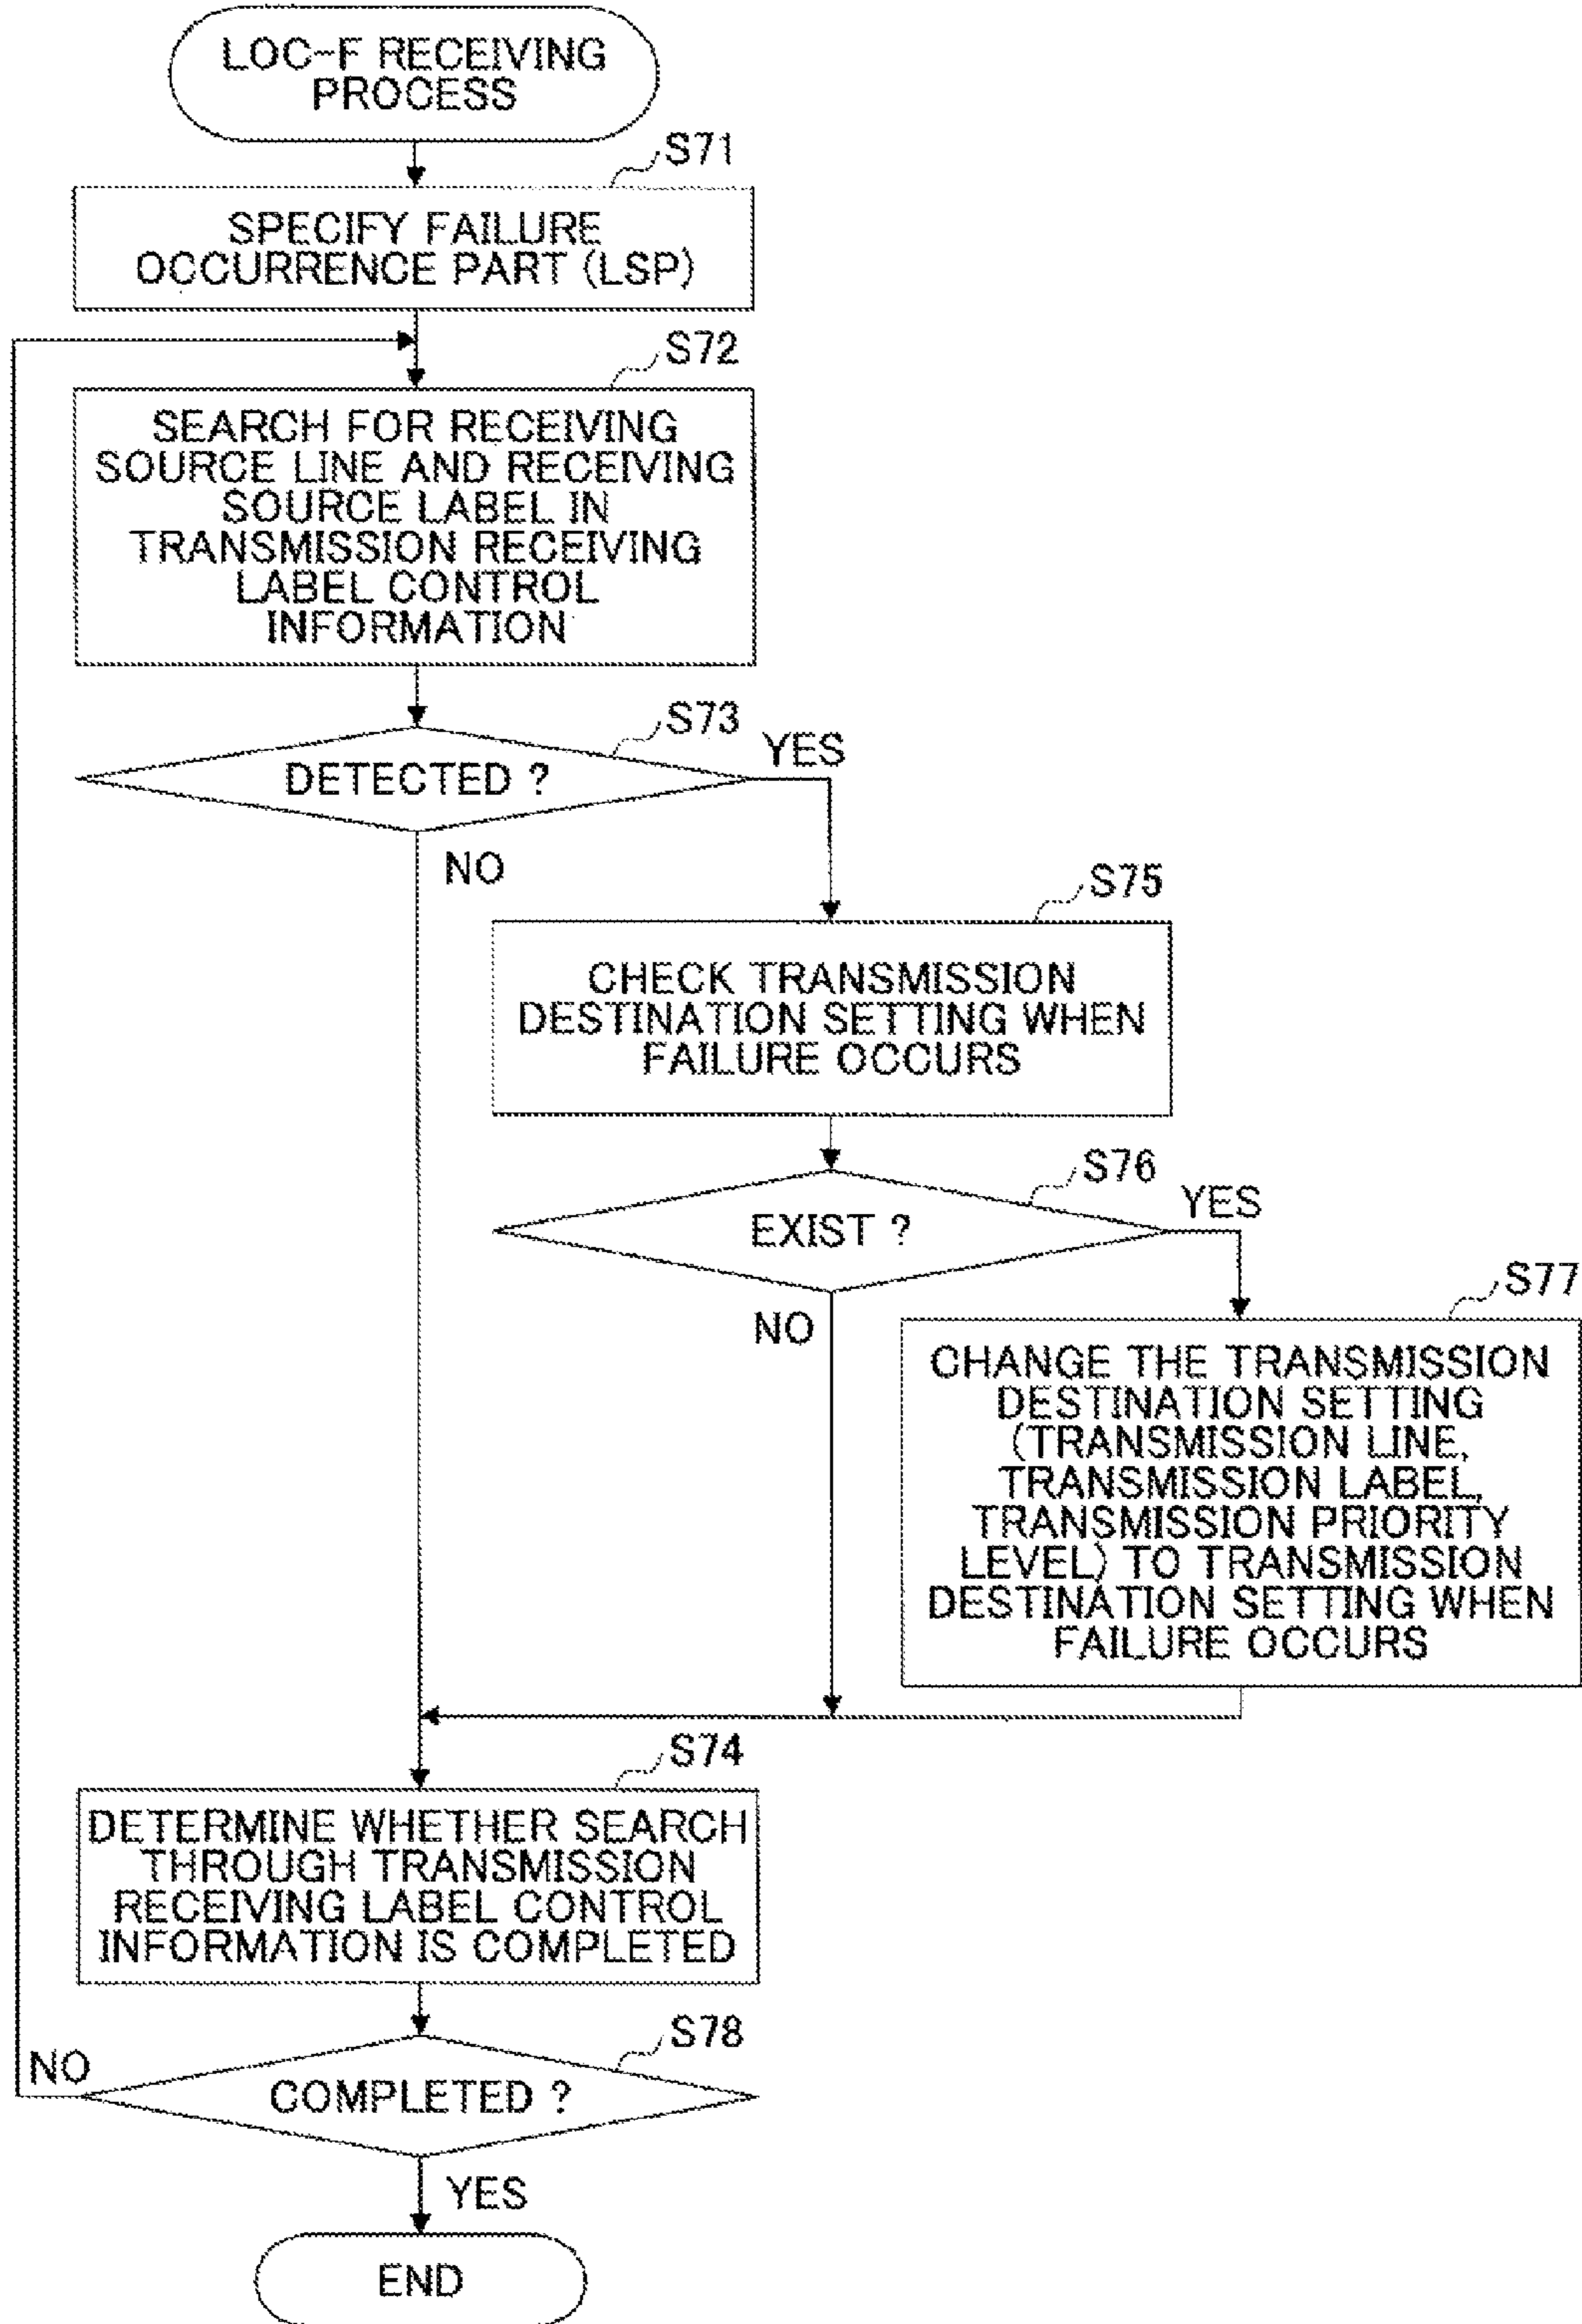 LOC-F RECEIVING
PROCESS
S71
SPECIFY FAILURE
OCCURRENCE PART (LSP)
S72
SEARCH FOR RECEIVING
SOURCE LINE AND RECEIVING
SOURCE LABEL IN
TRANSMISSION RECEIVING
LABEL CONTROL
INFORMATION
S73
DETECTED ?
YES
NO
S75
CHECK TRANSMISSION
DESTINATION SETTING WHEN
FAILURE OCCURS
S76
EXIST ?
YES
NO
S77
CHANGE THE TRANSMISSION
DESTINATION SETTING
(TRANSMISSION LINE,
TRANSMISSION LABEL,
TRANSMISSION PRIORITY
LEVEL) TO TRANSMISSION
DESTINATION SETTING WHEN
FAILURE OCCURS
S74
DETERMINE WHETHER SEARCH
THROUGH TRANSMISSION
RECEIVING LABEL CONTROL
INFORMATION IS COMPLETED
S78
NO
COMPLETED ?
YES
END